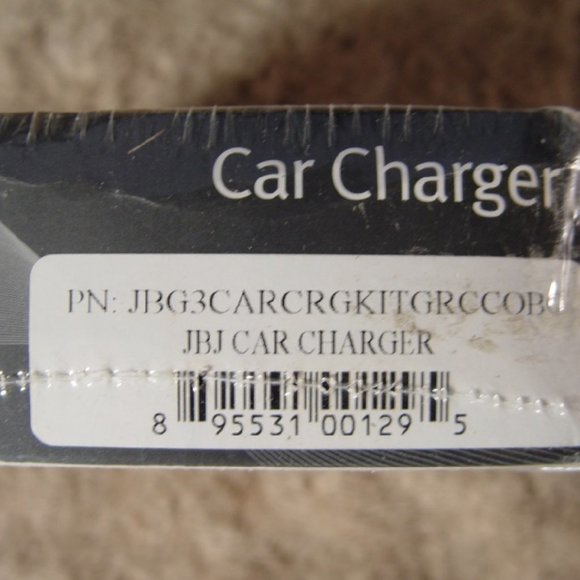 Car Charger
PN: JBG3CARCRGKITGRCCOB
JBJ CAR CHARGER
8 95531 00129 5